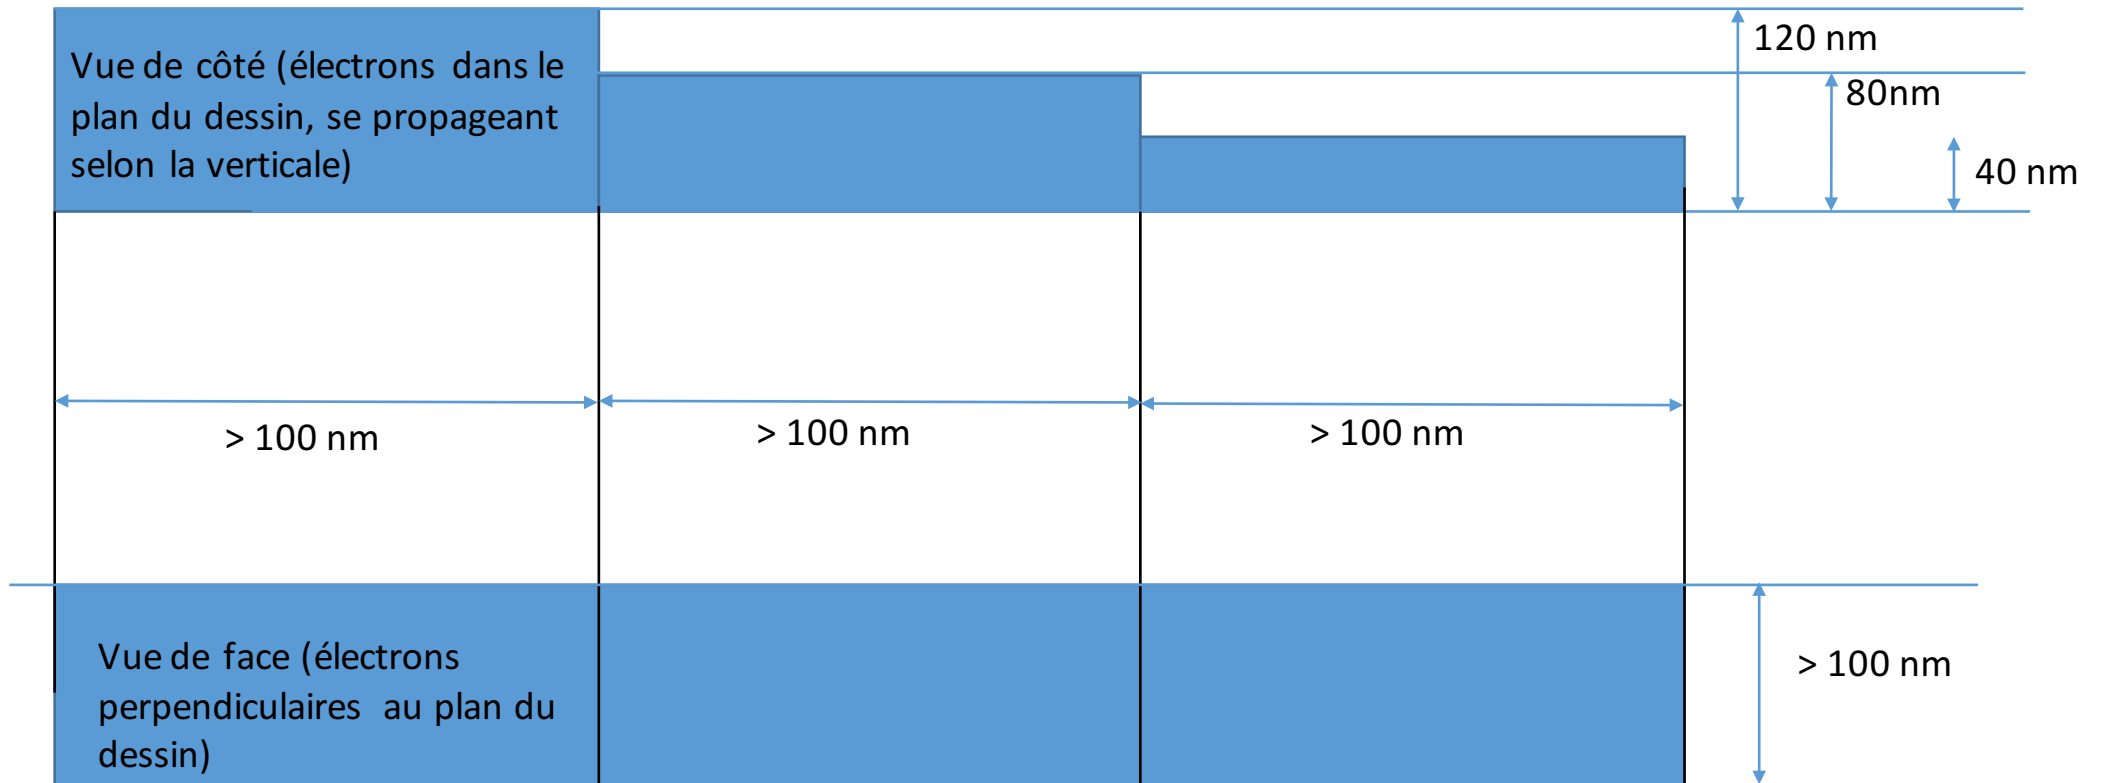 Vue de côté (électrons dans le
plan du dessin, se propageant
selon la verticale)
120 nm
80nm
40 nm
> 100 nm
> 100 nm
> 100 nm
Vue de face (électrons
perpendiculaires au plan du
dessin)
> 100 nm